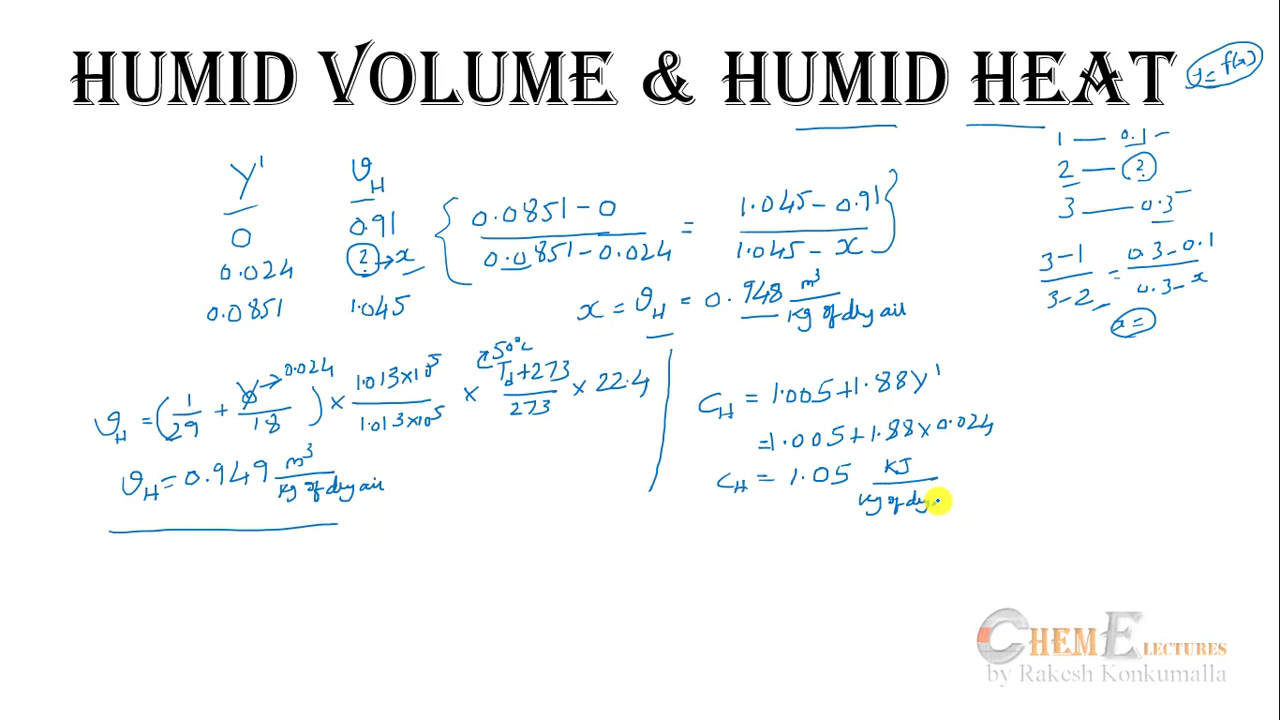 HUMID VOLUME & HUMID HEAT
y = f(x)
Y' ϑH
0 0.91
0.024 ? → x
0.0851 1.045
{ (0.0851 - 0) / (0.0851 - 0.024) = (1.045 - 0.91) / (1.045 - x) }
x = ϑH = 0.948 m³ / Kg of dry air
1 — 0.1
2 — ?
3 — 0.3
(3-1) / (3-2) = (0.3 - 0.1) / (0.3 - x)
x =
ϑH = (1/29 + Y'/18) × (1.013×10⁵ / 1.013×10⁵) × (Td + 273) / 273 × 22.4
→ 0.024
50°C
ϑH = 0.949 m³ / Kg of dry air
CH = 1.005 + 1.88 Y'
= 1.005 + 1.88 × 0.024
CH = 1.05 KJ / Kg of dry
CHEME LECTURES
by Rakesh Konkumalla